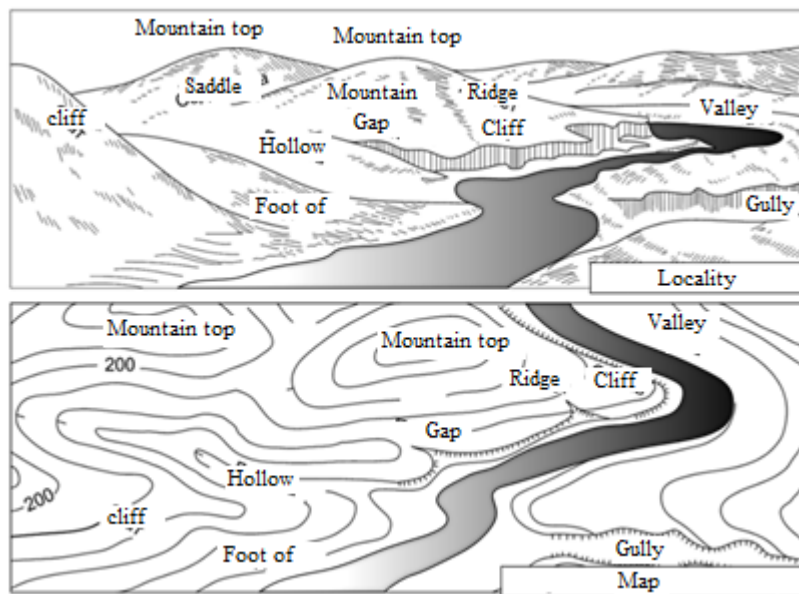 Mountain top
Mountain top
Saddle
Mountain
Ridge
Valley
cliff
Gap
Cliff
Hollow
Foot of
Gully
Locality
Mountain top
Valley
Mountain top
200
Ridge
Cliff
Gap
Hollow
200
cliff
Foot of
Gully
Map